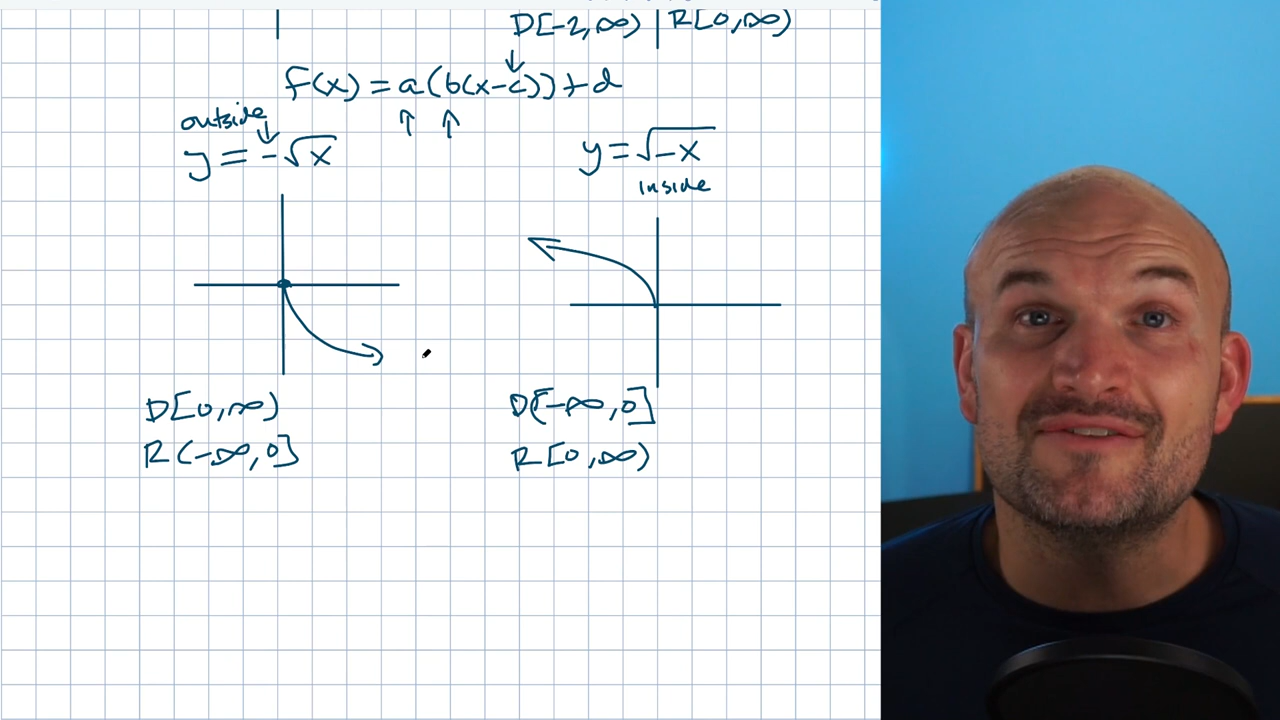 D[-2,∞) | R[0,∞)
f(x) = a(b(x-c))+d
outside
y = -√x
y = √-x
inside
D[0,∞)
R(-∞,0]
D(-∞,0]
R[0,∞)